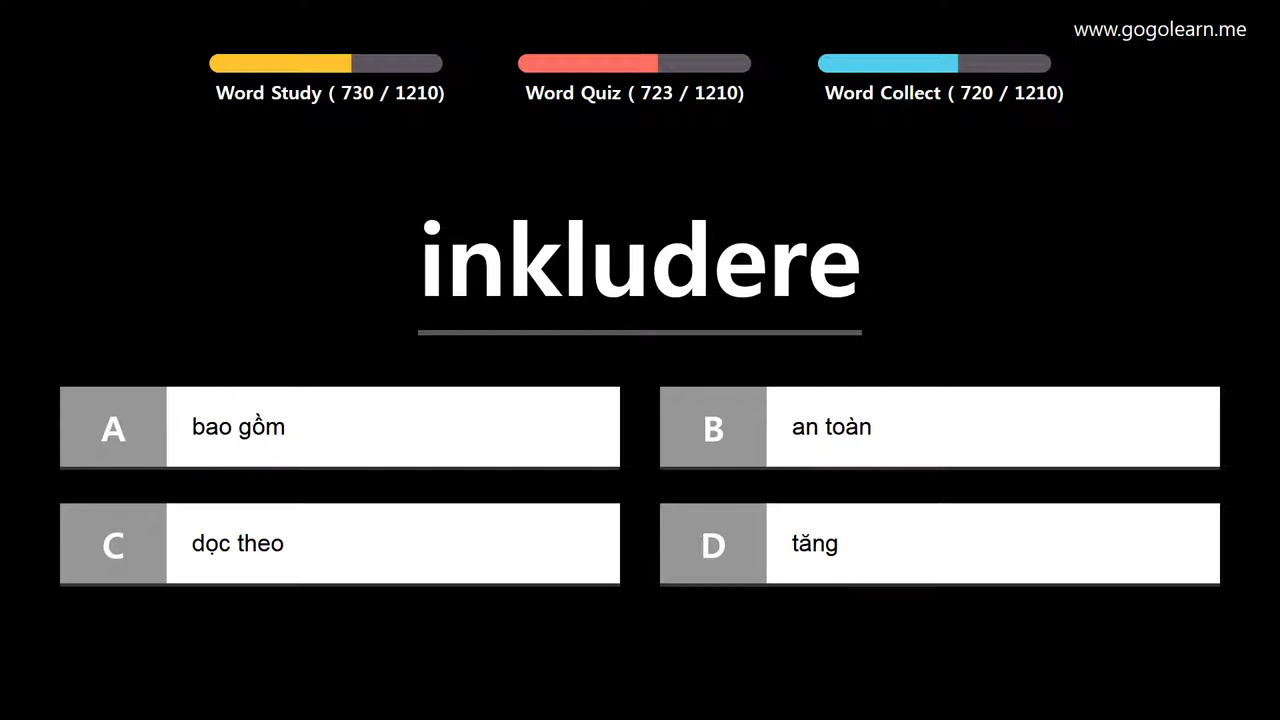 www.gogolearn.me
Word Study ( 730 / 1210)
Word Quiz ( 723 / 1210)
Word Collect ( 720 / 1210)
inkludere
A bao gồm
B an toàn
C dọc theo
D tăng